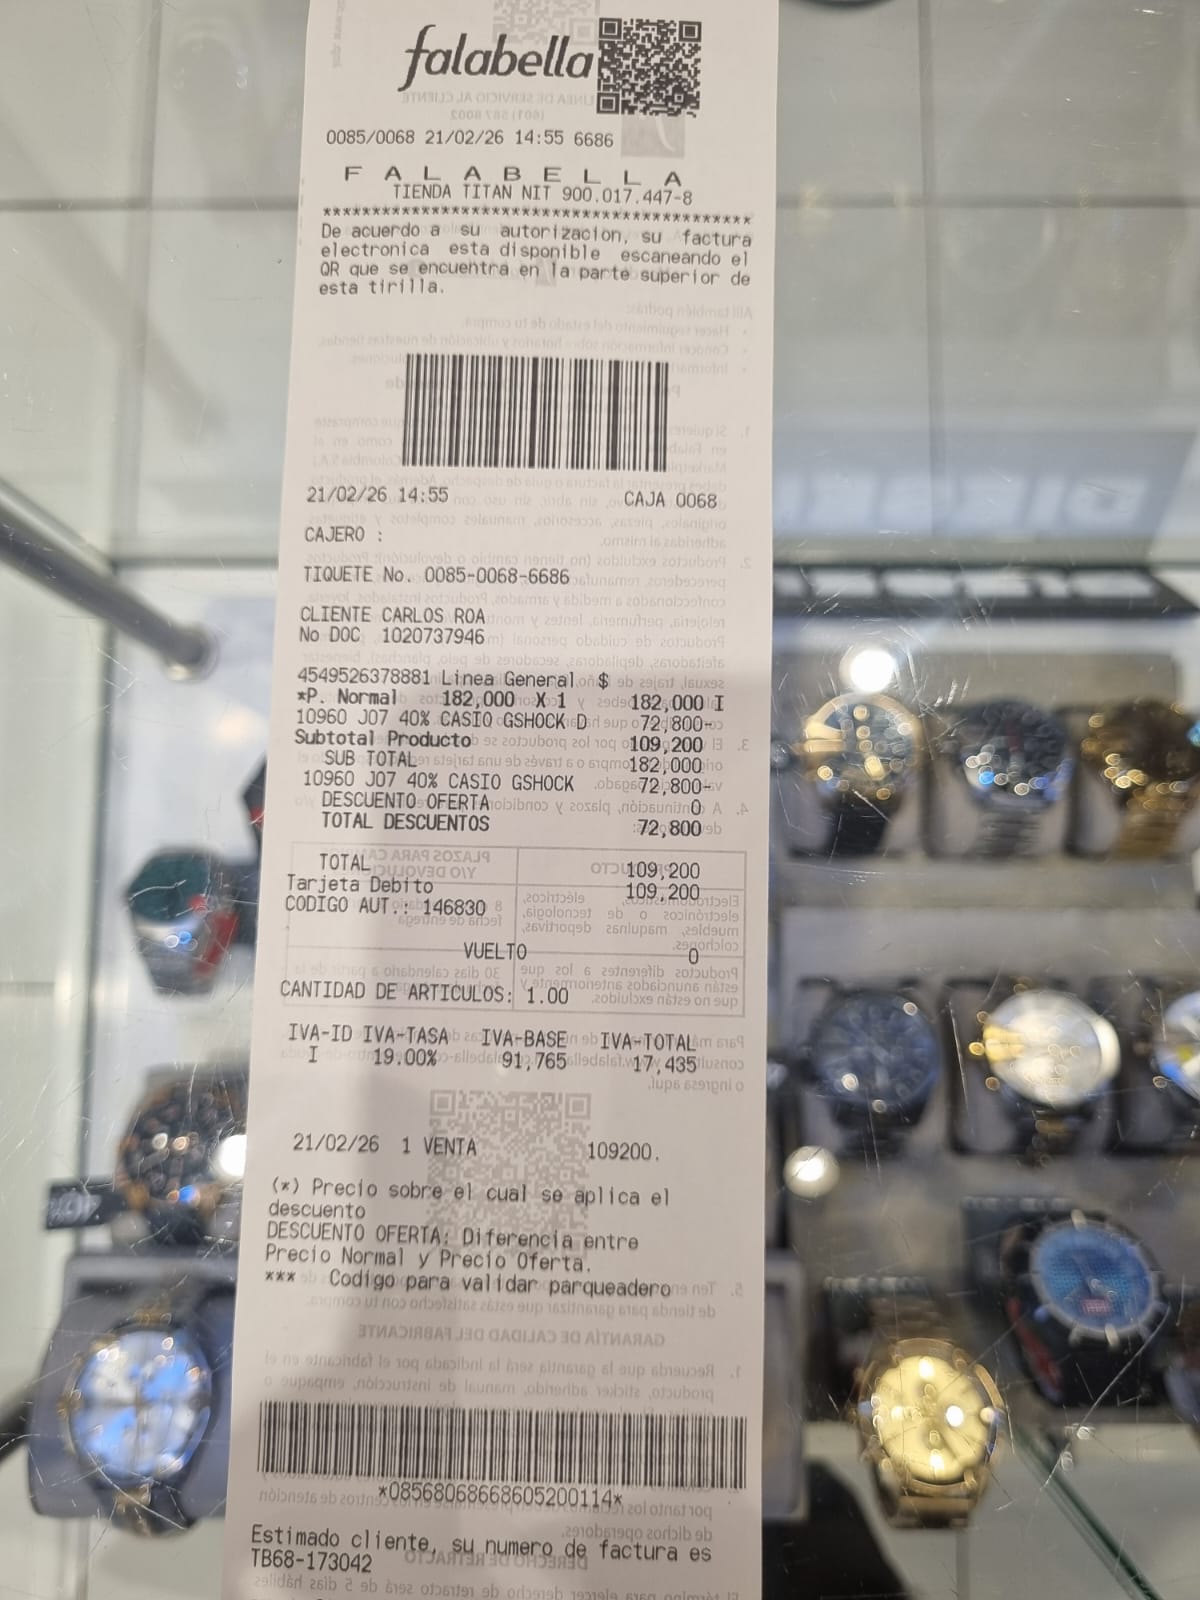 falabella
0085/0068 21/02/26 14:55 6686
F A L A B E L L A
TIENDA TITAN NIT 900.017.447-8
*******************************************
De acuerdo a su autorizacion, su factura
electronica esta disponible escaneando el
QR que se encuentra en la parte superior de
esta tirilla.
21/02/26 14:55 CAJA 0068
CAJERO :
TIQUETE No. 0085-0068-6686
CLIENTE CARLOS ROA
No DOC 1020737946
4549526378881 Linea General $
*P. Normal 182,000 X 1 182,000 I
10960 J07 40% CASIO GSHOCK D 72,800-
Subtotal Producto 109,200
SUB TOTAL 182,000
10960 J07 40% CASIO GSHOCK 72,800-
DESCUENTO OFERTA 0
TOTAL DESCUENTOS 72,800
TOTAL 109,200
Tarjeta Debito 109,200
CODIGO AUT.: 146830
VUELTO 0
CANTIDAD DE ARTICULOS: 1.00
IVA-ID IVA-TASA IVA-BASE IVA-TOTAL
I 19.00% 91,765 17,435
21/02/26 1 VENTA 109200.
(*) Precio sobre el cual se aplica el
descuento
DESCUENTO OFERTA: Diferencia entre
Precio Normal y Precio Oferta.
*** Codigo para validar parqueadero
*08568068668605200114*
Estimado cliente, su numero de factura es
TB68-173042